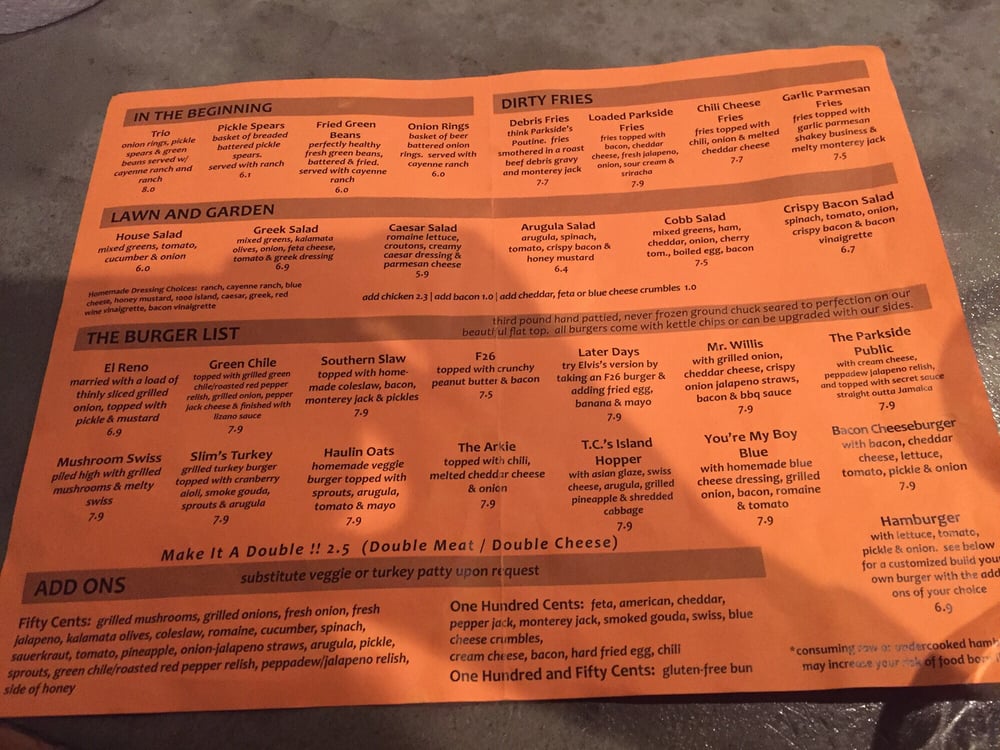 IN THE BEGINNING
Trio
onion rings, pickle
spears & green
beans served w/
cayenne ranch and
ranch
8.0
Pickle Spears
basket of breaded
battered pickle
spears.
served with ranch
6.1
Fried Green
Beans
perfectly healthy
fresh green beans,
battered & fried.
served with cayenne
ranch
6.0
Onion Rings
basket of beer
battered onion
rings. served with
cayenne ranch
6.0
DIRTY FRIES
Debris Fries
think Parkside's
Poutine. fries
smothered in a roast
beef debris gravy
and monterey jack
7.7
Loaded Parkside
Fries
fries topped with
bacon, cheddar
cheese, fresh jalapeno,
onion, sour cream &
sriracha
7.9
Chili Cheese
Fries
fries topped with
chili, onion & melted
cheddar cheese
7.7
Garlic Parmesan
Fries
fries topped with
garlic parmesan
shakey business &
melty monterey jack
7.5
LAWN AND GARDEN
House Salad
mixed greens, tomato,
cucumber & onion
6.0
Greek Salad
mixed greens, kalamata
olives, onion, feta cheese,
tomato & greek dressing
6.9
Caesar Salad
romaine lettuce,
croutons, creamy
caesar dressing &
parmesan cheese
5.9
Arugula Salad
arugula, spinach,
tomato, crispy bacon &
honey mustard
6.4
Cobb Salad
mixed greens, ham,
cheddar, onion, cherry
tom., boiled egg, bacon
7.5
Crispy Bacon Salad
spinach, tomato, onion,
crispy bacon & bacon
vinaigrette
6.7
Homemade Dressing Choices: ranch, cayenne ranch, blue
cheese, honey mustard, 1000 island, caesar, greek, red
wine vinaigrette, bacon vinaigrette
add chicken 2.3 | add bacon 1.0 | add cheddar, feta or blue cheese crumbles 1.0
THE BURGER LIST
third pound hand pattied, never frozen ground chuck seared to perfection on our
beautiful flat top. all burgers come with kettle chips or can be upgraded with our sides.
El Reno
married with a load of
thinly sliced grilled
onion, topped with
pickle & mustard
6.9
Green Chile
topped with grilled green
chile/roasted red pepper
relish, grilled onion, pepper
jack cheese & finished with
lizano sauce
7.9
Southern Slaw
topped with home-
made coleslaw, bacon,
monterey jack & pickles
7.9
F26
topped with crunchy
peanut butter & bacon
7.5
Later Days
try Elvis's version by
taking an F26 burger &
adding fried egg,
banana & mayo
7.9
Mr. Willis
with grilled onion,
cheddar cheese, crispy
onion jalapeno straws,
bacon & bbq sauce
7.9
The Parkside
Public
with cream cheese,
peppadew jalapeno relish,
and topped with secret sauce
straight outta Jamaica
7.9
Mushroom Swiss
piled high with grilled
mushrooms & melty
swiss
7.9
Slim's Turkey
grilled turkey burger
topped with cranberry
aioli, smoke gouda,
sprouts & arugula
7.9
Haulin Oats
homemade veggie
burger topped with
sprouts, arugula,
tomato & mayo
7.9
The Arkie
topped with chili,
melted cheddar cheese
& onion
7.9
T.C.'s Island
Hopper
with asian glaze, swiss
cheese, arugula, grilled
pineapple & shredded
cabbage
7.9
You're My Boy
Blue
with homemade blue
cheese dressing, grilled
onion, bacon, romaine
& tomato
7.9
Bacon Cheeseburger
with bacon, cheddar
cheese, lettuce,
tomato, pickle & onion
7.9
Hamburger
with lettuce, tomato,
pickle & onion. see below
for a customized build your
own burger with the add
ons of your choice
6.9
Make It A Double !! 2.5 (Double Meat / Double Cheese)
ADD ONS
substitute veggie or turkey patty upon request
Fifty Cents: grilled mushrooms, grilled onions, fresh onion, fresh
jalapeno, kalamata olives, coleslaw, romaine, cucumber, spinach,
sauerkraut, tomato, pineapple, onion-jalapeno straws, arugula, pickle,
sprouts, green chile/roasted red pepper relish, peppadew/jalapeno relish,
side of honey
One Hundred Cents: feta, american, cheddar,
pepper jack, monterey jack, smoked gouda, swiss, blue
cheese crumbles,
cream cheese, bacon, hard fried egg, chili
One Hundred and Fifty Cents: gluten-free bun
*consuming raw or undercooked
may increase your risk of food